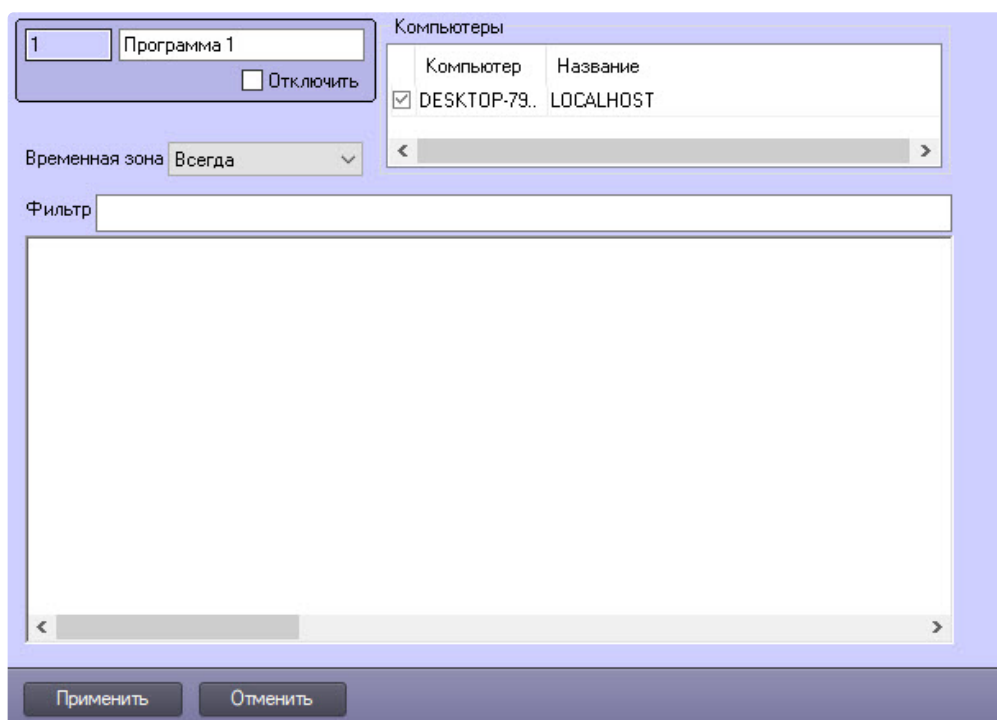 1
Программа 1
Отключить
Компьютеры
Компьютер Название
DESKTOP-79.. LOCALHOST
Временная зона Всегда
Фильтр
Применить Отменить